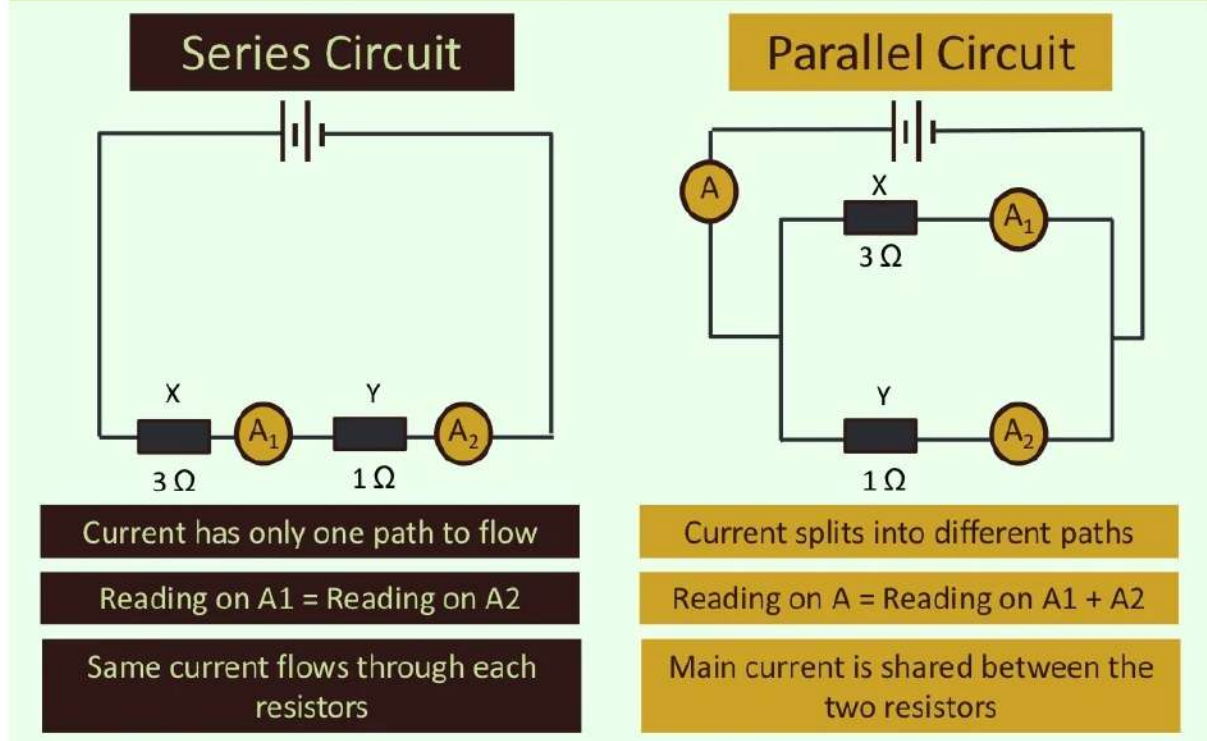 Series Circuit
X
Y
A₁
A₂
3 Ω
1 Ω
Current has only one path to flow
Reading on A1 = Reading on A2
Same current flows through each
resistors
Parallel Circuit
A
X
A₁
3 Ω
Y
A₂
1 Ω
Current splits into different paths
Reading on A = Reading on A1 + A2
Main current is shared between the
two resistors